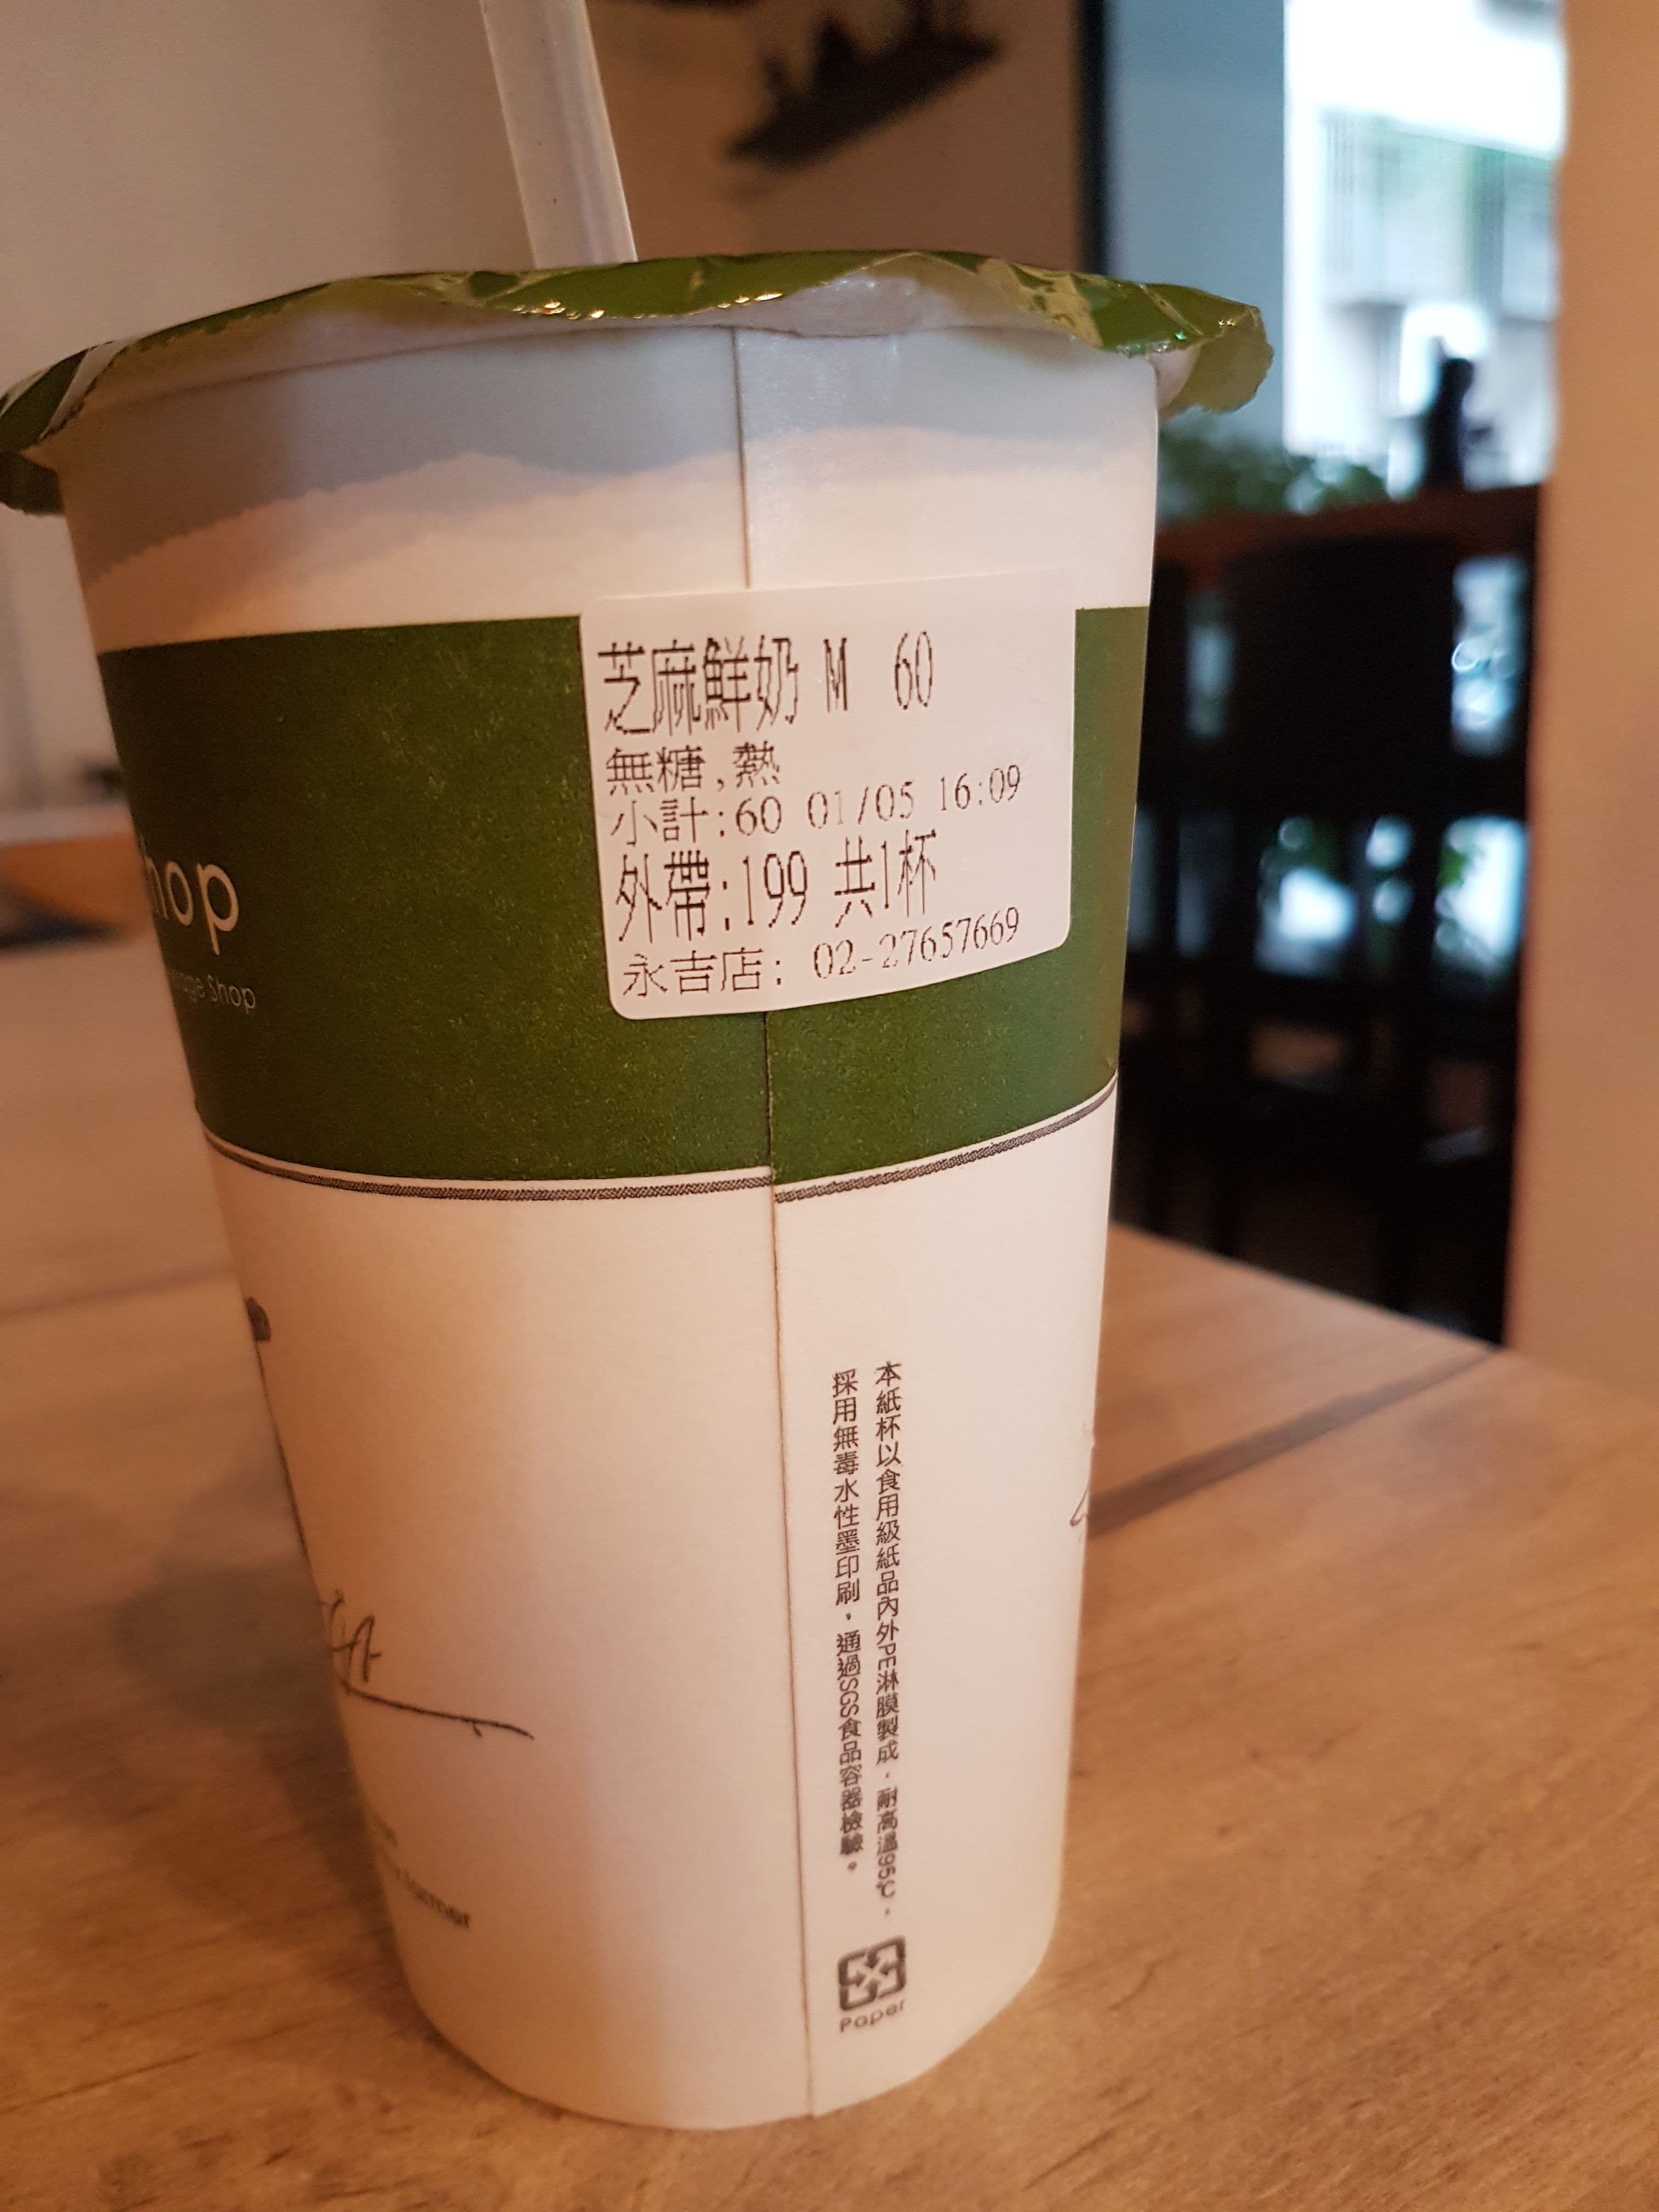 芝麻鮮奶 M 60
無糖,熱
小計:60 01/05 16:09
外帶:199 共1杯
永吉店: 02-27657669
hop
Shop
本紙杯以食用級紙品內外PE淋膜製成，耐高溫95℃，
採用無毒水性墨印刷，通過SGS食品容器檢驗。
Paper